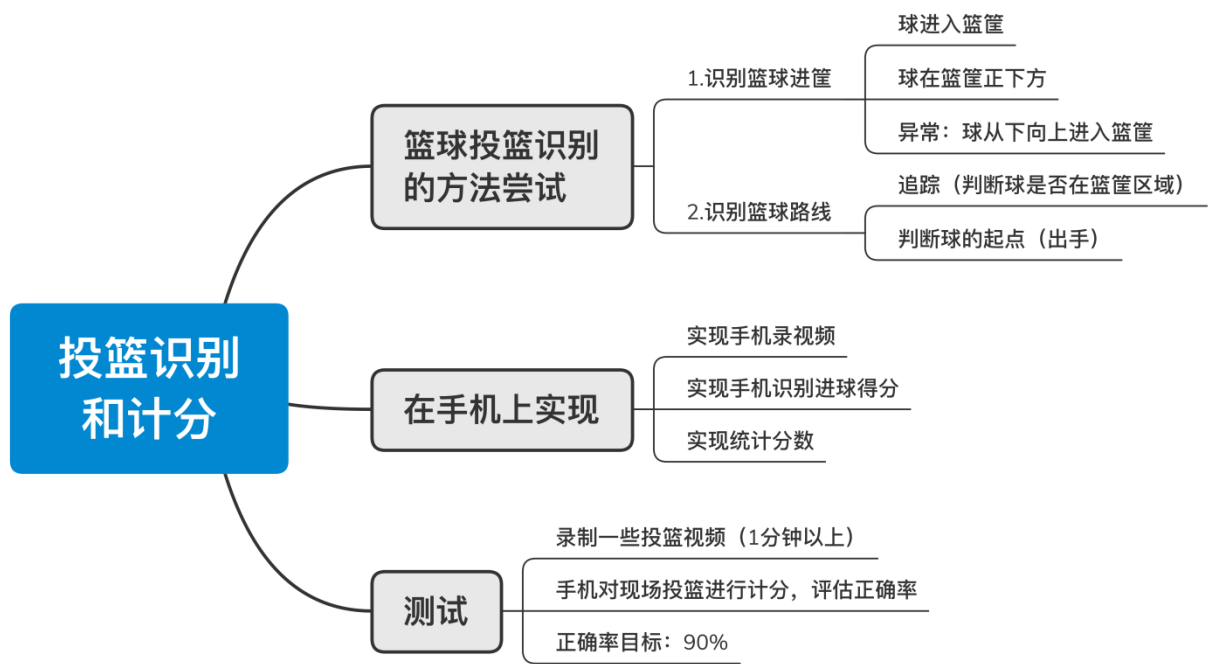 投篮识别
和计分
篮球投篮识别
的方法尝试
1.识别篮球进筐
球进入篮筐
球在篮筐正下方
异常：球从下向上进入篮筐
2.识别篮球路线
追踪（判断球是否在篮筐区域）
判断球的起点（出手）
在手机上实现
实现手机录视频
实现手机识别进球得分
实现统计分数
测试
录制一些投篮视频（1分钟以上）
手机对现场投篮进行计分，评估正确率
正确率目标：90%